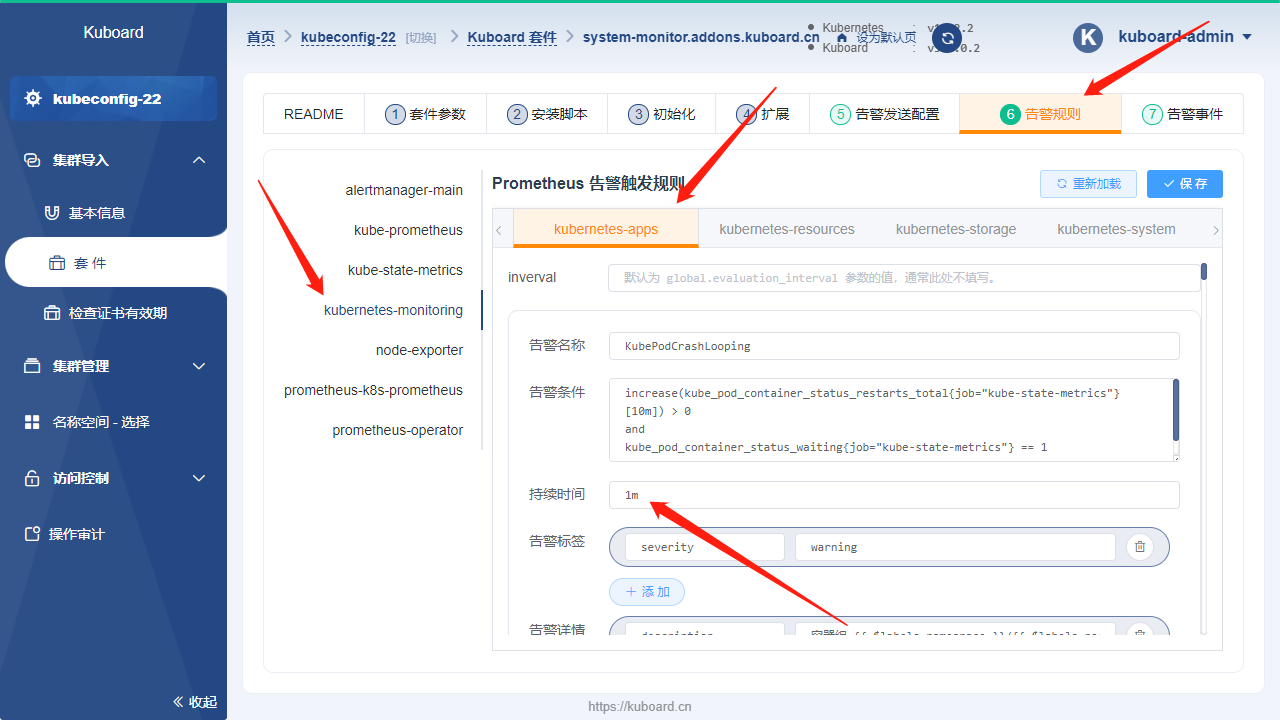 Kuboard
kubeconfig-22
集群导入
基本信息
套 件
检查证书有效期
集群管理
名称空间 - 选择
访问控制
操作审计
收起
首页 > kubeconfig-22 [切换] > Kuboard 套件 > system-monitor.addons.kuboard.cn 设为默认页
Kubernetes :
Kuboard :
K kuboard-admin
README
1 套件参数
2 安装脚本
3 初始化
4 扩展
5 告警发送配置
6 告警规则
7 告警事件
alertmanager-main
kube-prometheus
kube-state-metrics
kubernetes-monitoring
node-exporter
prometheus-k8s-prometheus
prometheus-operator
Prometheus 告警触发规则
重新加载
保 存
kubernetes-apps
kubernetes-resources
kubernetes-storage
kubernetes-system
inverval
默认为 global.evaluation_interval 参数的值，通常此处不填写。
告警名称
KubePodCrashLooping
告警条件
increase(kube_pod_container_status_restarts_total{job="kube-state-metrics"}
[10m]) > 0
and
kube_pod_container_status_waiting{job="kube-state-metrics"} == 1
持续时间
1m
告警标签
severity
warning
+ 添 加
告警详情
description
容器组 {{ $labels.namespace }}/{{ $labels.po
https://kuboard.cn